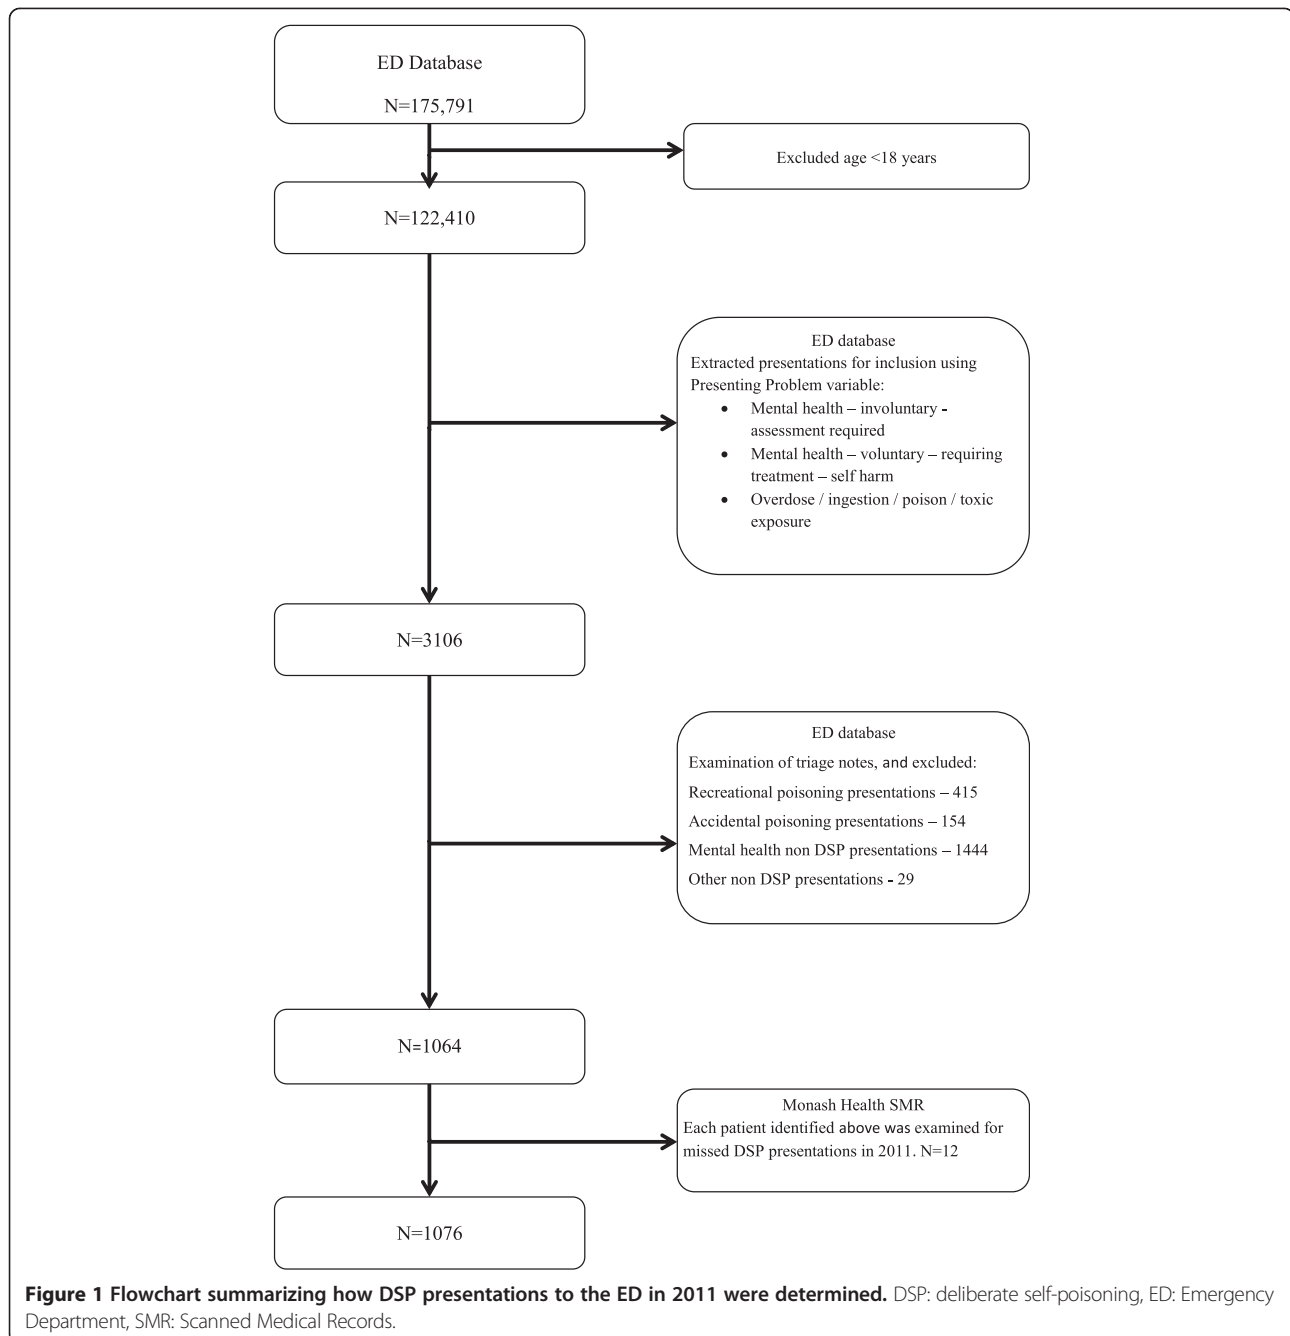 ED Database
N=175,791
Excluded age <18 years
N=122,410
ED database
Extracted presentations for inclusion using
Presenting Problem variable:
• Mental health – involuntary -
assessment required
• Mental health – voluntary – requiring
treatment – self harm
• Overdose / ingestion / poison / toxic
exposure
N=3106
ED database
Examination of triage notes, and excluded:
Recreational poisoning presentations – 415
Accidental poisoning presentations – 154
Mental health non DSP presentations – 1444
Other non DSP presentations - 29
N=1064
Monash Health SMR
Each patient identified above was examined for
missed DSP presentations in 2011. N=12
N=1076
Figure 1 Flowchart summarizing how DSP presentations to the ED in 2011 were determined. DSP: deliberate self-poisoning, ED: Emergency
Department, SMR: Scanned Medical Records.